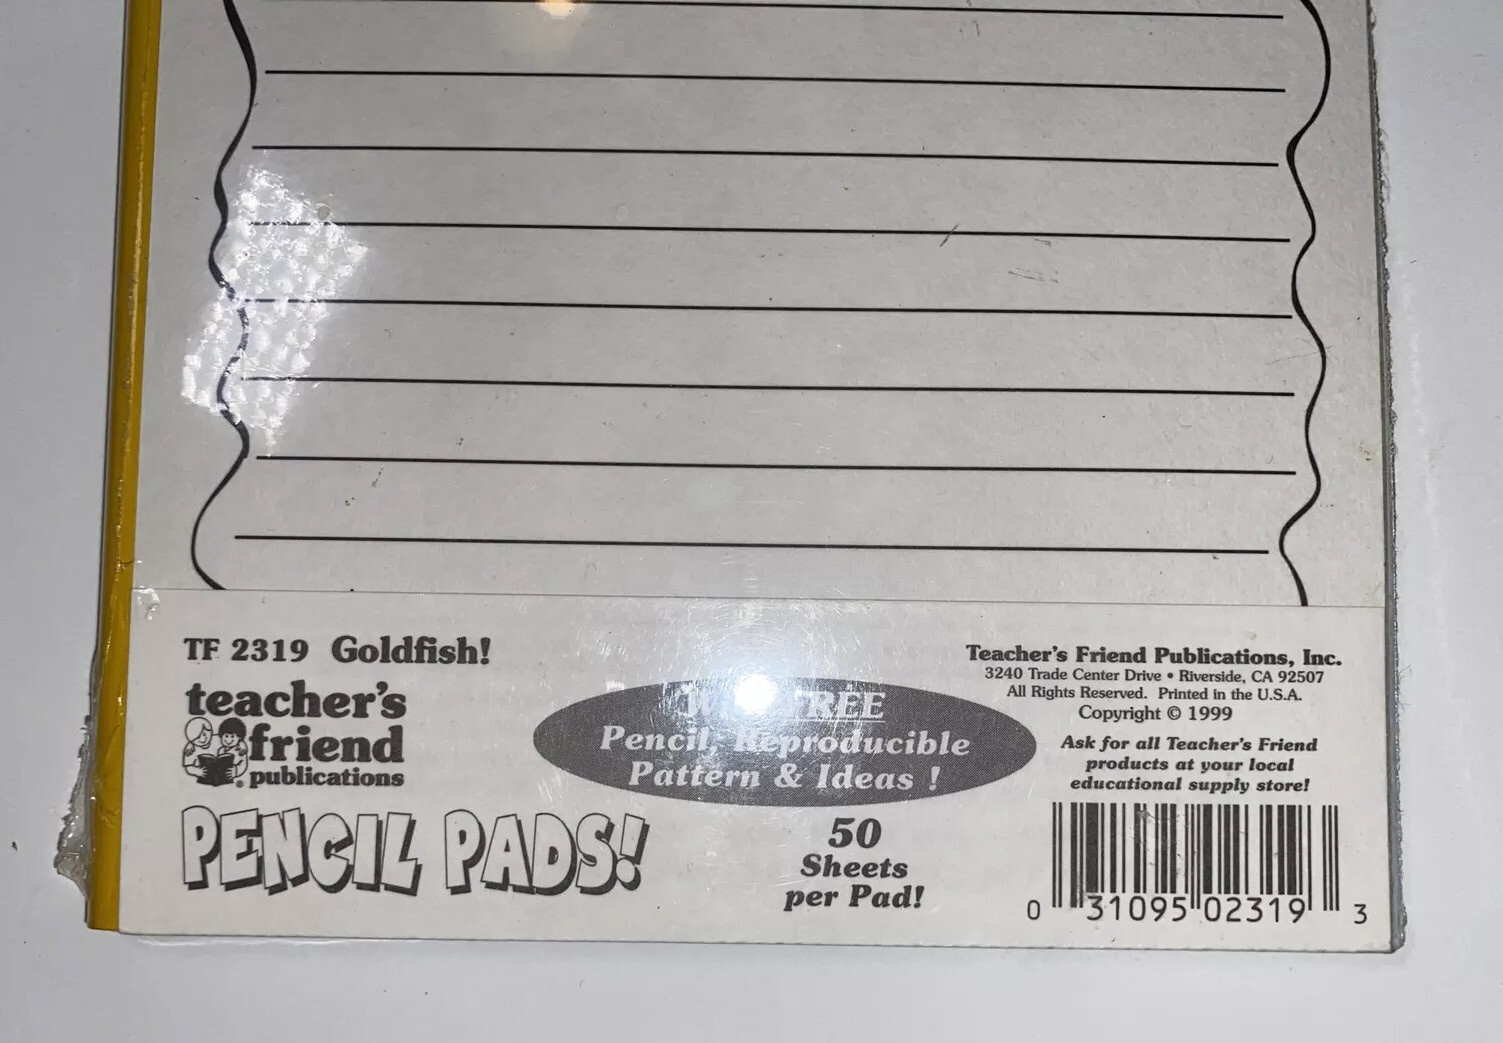 TF 2319 Goldfish!
teacher's
friend
publications
PENCIL PADS!
FREE
Pencil, Reproducible
Pattern & Ideas !
50
Sheets
per Pad!
Teacher's Friend Publications, Inc.
3240 Trade Center Drive • Riverside, CA 92507
All Rights Reserved. Printed in the U.S.A.
Copyright © 1999
Ask for all Teacher's Friend
products at your local
educational supply store!
0 31095 02319 3